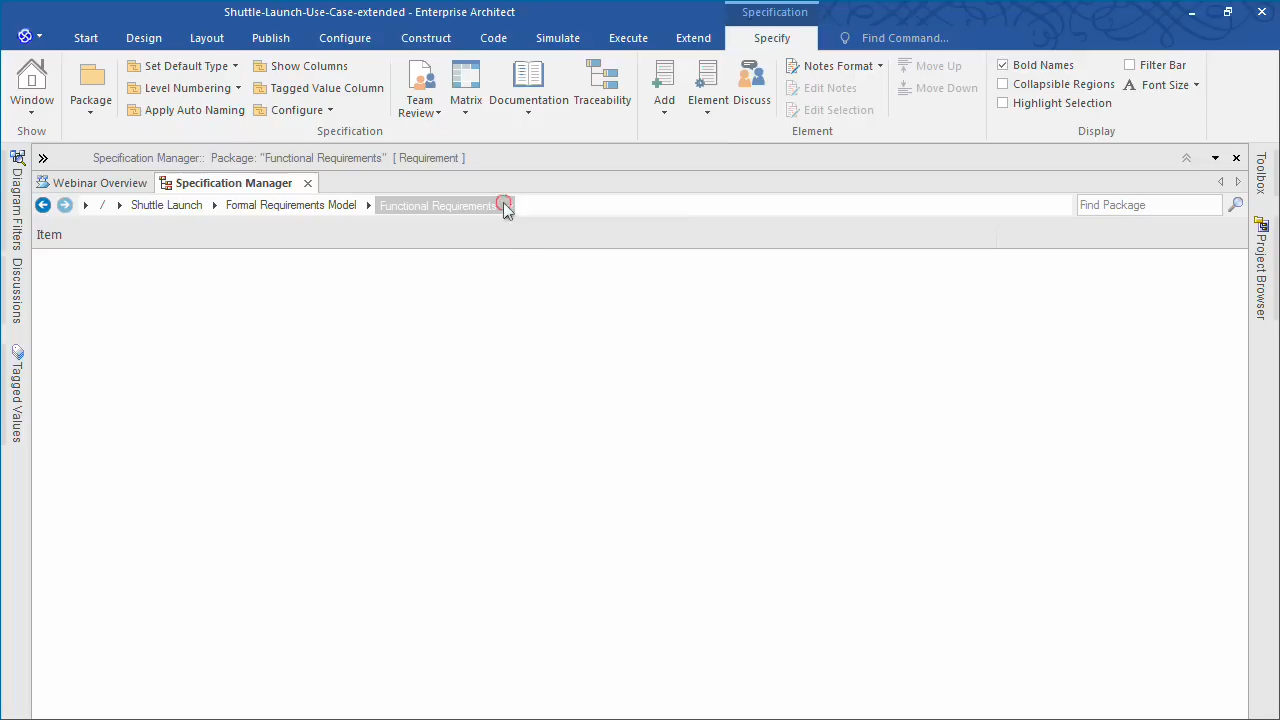 Shuttle-Launch-Use-Case-extended - Enterprise Architect
Specification
Start Design Layout Publish Configure Construct Code Simulate Execute Extend Specify Find Command...
Window
Show
Package
Set Default Type
Level Numbering
Apply Auto Naming
Show Columns
Tagged Value Column
Configure
Team Review
Matrix
Documentation
Traceability
Specification
Add
Element
Discuss
Notes Format
Edit Notes
Edit Selection
Move Up
Move Down
Element
Bold Names
Collapsible Regions
Highlight Selection
Filter Bar
Font Size
Display
Specification Manager:: Package: "Functional Requirements" [ Requirement ]
Webinar Overview Specification Manager
/ Shuttle Launch Formal Requirements Model Functional Requirements Find Package
Item
Diagram Filters
Discussions
Tagged Values
Toolbox
Project Browser